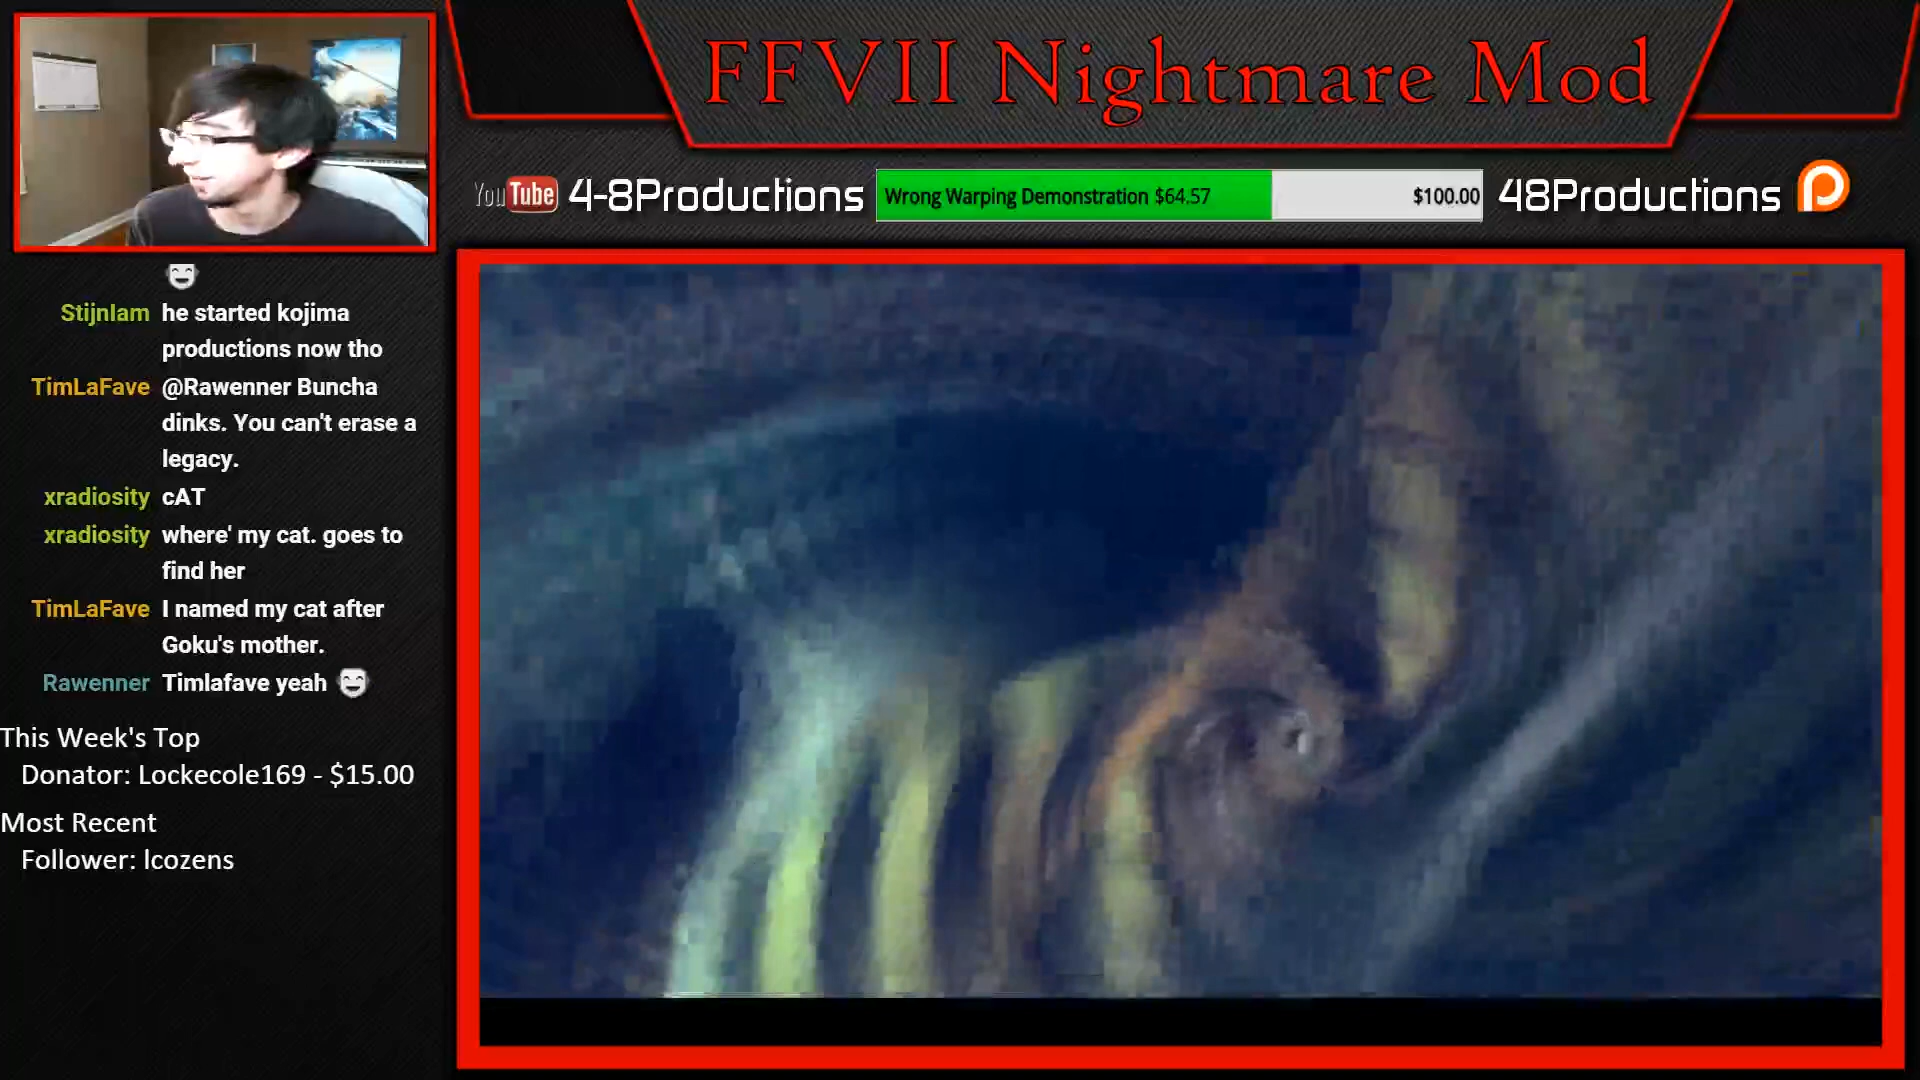 FFVII Nightmare Mod
YouTube 4-8Productions
Wrong Warping Demonstration $64.57 $100.00
48Productions
Stijnlam he started kojima
productions now tho
TimLaFave @Rawenner Buncha
dinks. You can't erase a
legacy.
xradiosity cAT
xradiosity where' my cat. goes to
find her
TimLaFave I named my cat after
Goku's mother.
Rawenner Timlafave yeah
This Week's Top
Donator: Lockecole169 - $15.00
Most Recent
Follower: lcozens